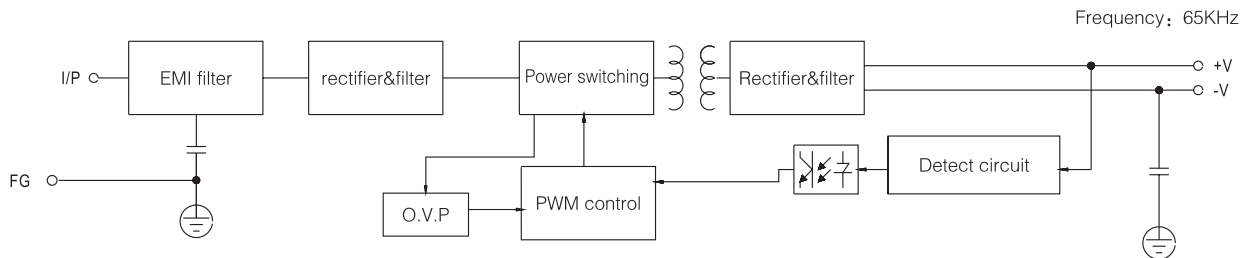 Frequency：65KHz
I/P
EMI filter
rectifier&filter
Power switching
Rectifier&filter
+V
-V
FG
O.V.P
PWM control
Detect circuit